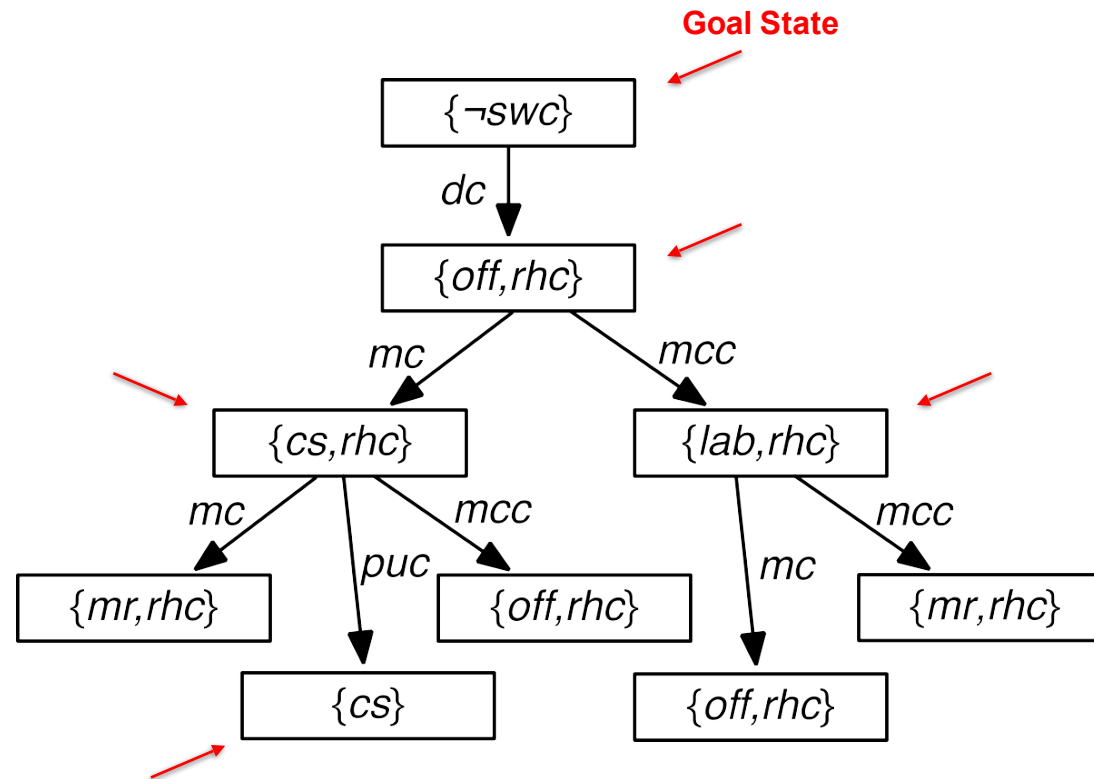 Goal State
{¬swc}
dc
{off,rhc}
mc
mcc
{cs,rhc}
{lab,rhc}
mc
puc
mcc
mc
mcc
{mr,rhc}
{off,rhc}
{mr,rhc}
{cs}
{off,rhc}